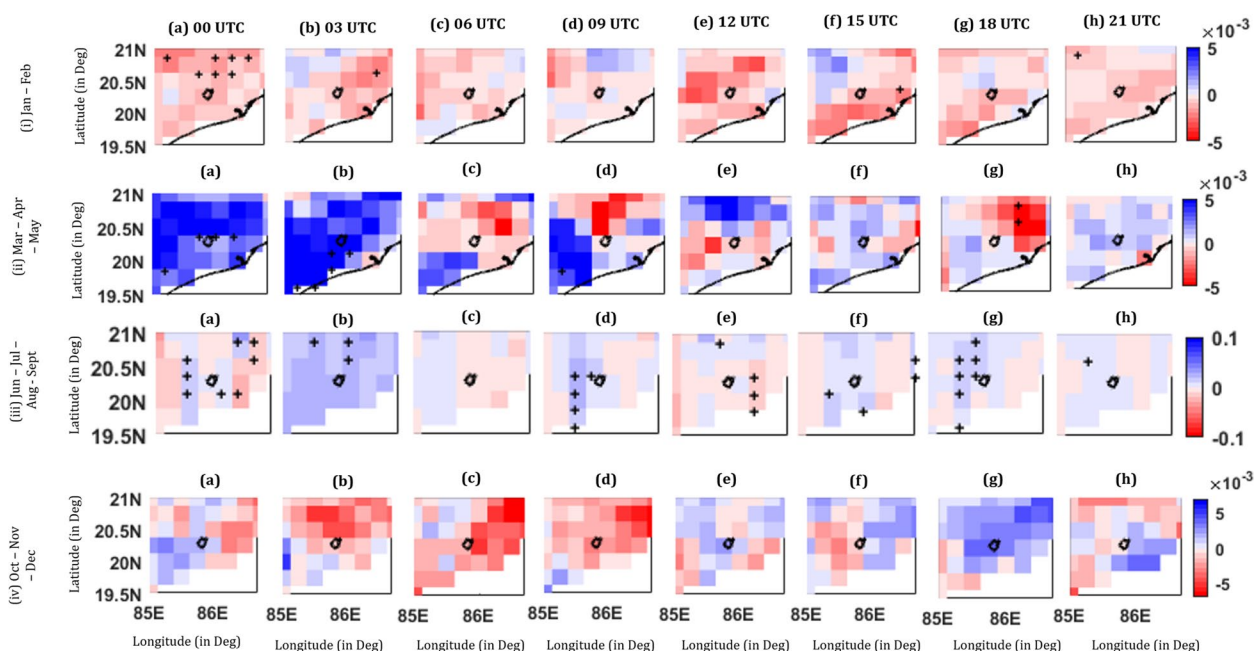 (a) 00 UTC (b) 03 UTC (c) 06 UTC (d) 09 UTC (e) 12 UTC (f) 15 UTC (g) 18 UTC (h) 21 UTC
×10⁻³
(i) Jan – Feb
Latitude (in Deg)
21N
20.5N
20N
19.5N
5
0
-5
(a) (b) (c) (d) (e) (f) (g) (h)
×10⁻³
(ii) Mar – Apr
– May
Latitude (in Deg)
21N
20.5N
20N
19.5N
5
0
-5
(a) (b) (c) (d) (e) (f) (g) (h)
(iii) Jun – Jul –
Aug - Sept
Latitude (in Deg)
21N
20.5N
20N
19.5N
0.1
0
-0.1
(a) (b) (c) (d) (e) (f) (g) (h)
×10⁻³
(iv) Oct – Nov
– Dec
Latitude (in Deg)
21N
20.5N
20N
19.5N
5
0
-5
85E 86E 85E 86E 85E 86E 85E 86E 85E 86E 85E 86E 85E 86E 85E 86E
Longitude (in Deg) Longitude (in Deg) Longitude (in Deg) Longitude (in Deg) Longitude (in Deg) Longitude (in Deg) Longitude (in Deg) Longitude (in Deg)